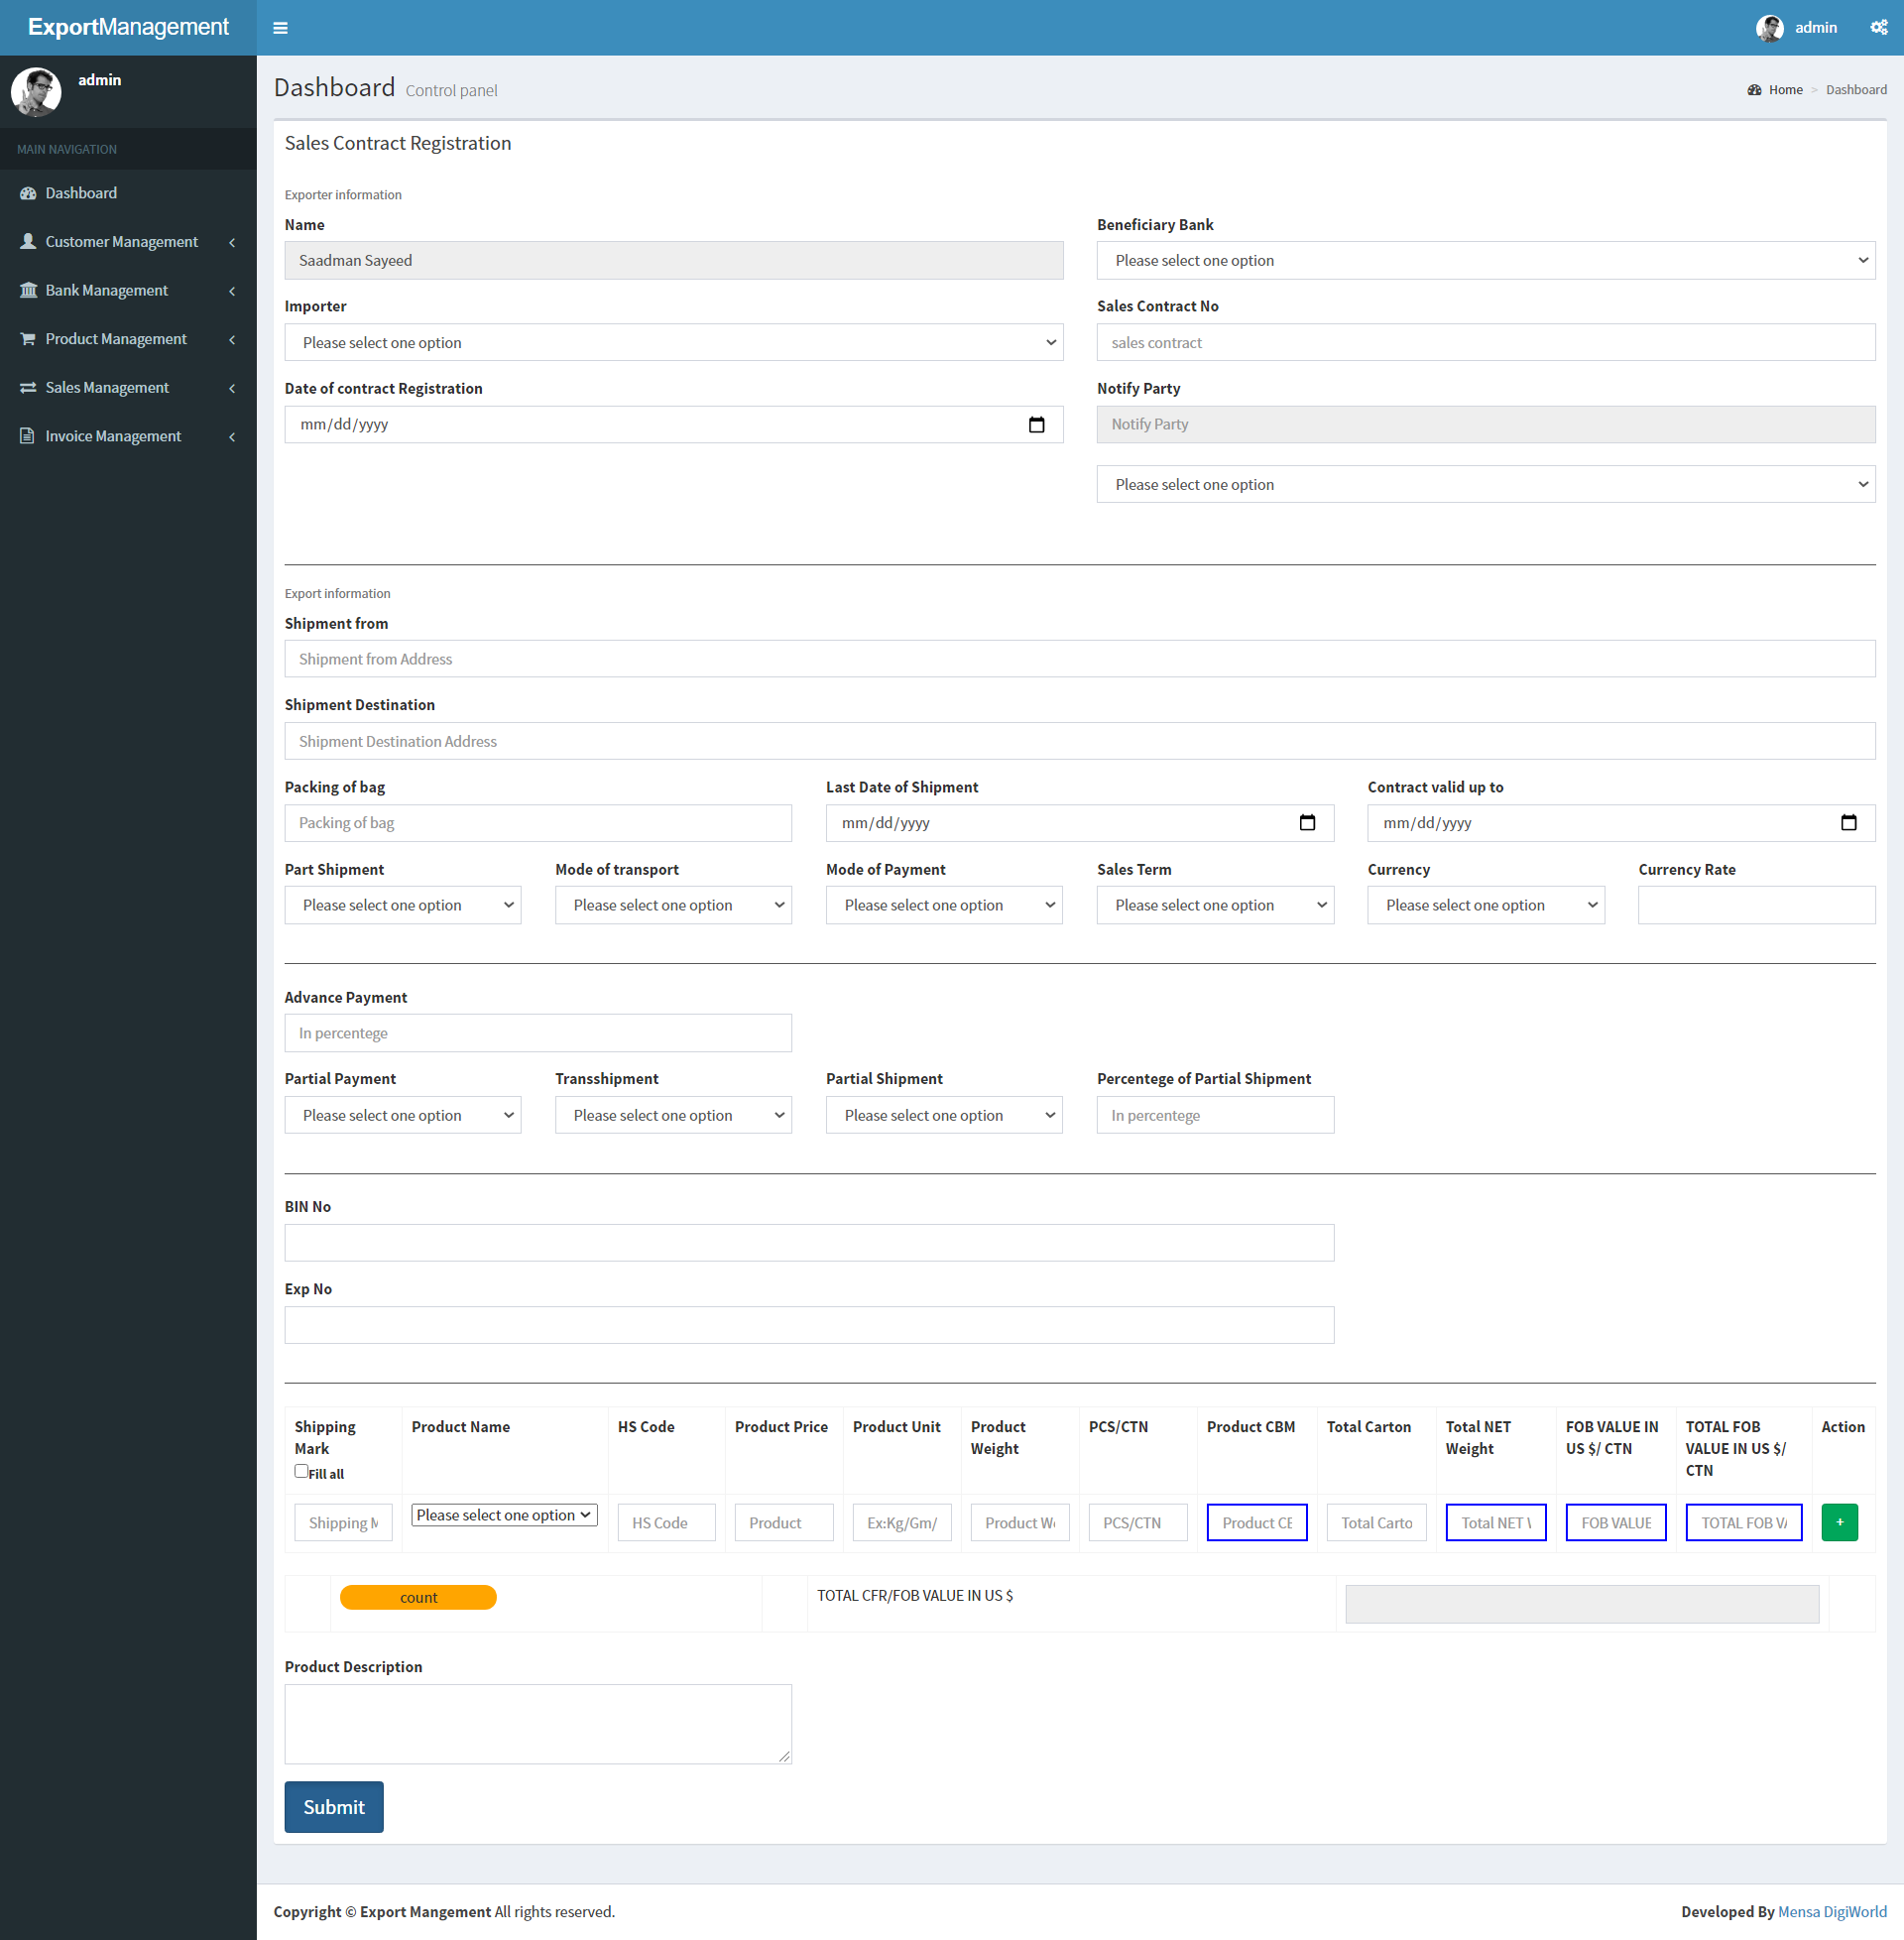 ExportManagement
admin
admin
MAIN NAVIGATION
Dashboard
Customer Management
Bank Management
Product Management
Sales Management
Invoice Management
Dashboard Control panel
Home > Dashboard
Sales Contract Registration
Exporter information
Name
Beneficiary Bank
Saadman Sayeed
Please select one option
Importer
Sales Contract No
Please select one option
sales contract
Date of contract Registration
Notify Party
mm/dd/yyyy
Notify Party
Please select one option
Export information
Shipment from
Shipment from Address
Shipment Destination
Shipment Destination Address
Packing of bag
Last Date of Shipment
Contract valid up to
Packing of bag
mm/dd/yyyy
mm/dd/yyyy
Part Shipment
Mode of transport
Mode of Payment
Sales Term
Currency
Currency Rate
Please select one option
Please select one option
Please select one option
Please select one option
Please select one option
Advance Payment
In percentege
Partial Payment
Transshipment
Partial Shipment
Percentege of Partial Shipment
Please select one option
Please select one option
Please select one option
In percentege
BIN No
Exp No
Shipping
Mark
Fill all
Product Name
HS Code
Product Price
Product Unit
Product
Weight
PCS/CTN
Product CBM
Total Carton
Total NET
Weight
FOB VALUE IN
US $/ CTN
TOTAL FOB
VALUE IN US $/
CTN
Action
Shipping
Please select one option
HS Code
Product
Ex:Kg/Gm/
Product
PCS/CTN
Product
Total Carto
Total NET
FOB VALUE
TOTAL FOB
+
count
TOTAL CFR/FOB VALUE IN US $
Product Description
Submit
Copyright © Export Mangement All rights reserved.
Developed By Mensa DigiWorld